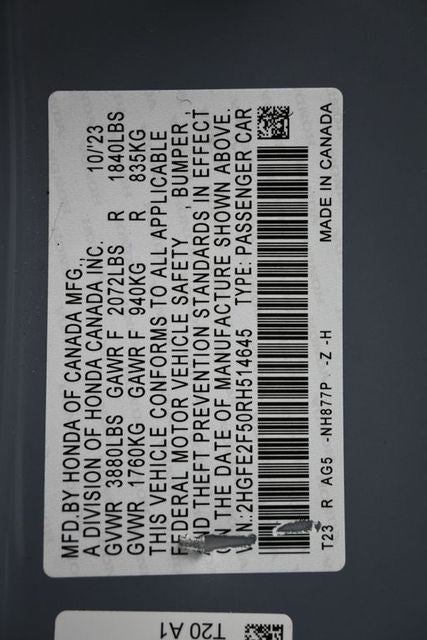 MFD.BY HONDA OF CANADA MFG.,
A DIVISION OF HONDA CANADA INC. 10/'23
GVWR 3880LBS GAWR F 2072LBS R 1840LBS
GVWR 1760KG GAWR F 940KG R 835KG
THIS VEHICLE CONFORMS TO ALL APPLICABLE
FEDERAL MOTOR VEHICLE SAFETY , BUMPER ,
ND THEFT PREVENTION STANDARDS IN EFFECT
THE DATE OF MANUFACTURE SHOWN ABOVE.
N.:2HGFE2F50RH514645 TYPE: PASSENGER CAR
T23 R AG5 -NH877P -Z -H MADE IN CANADA
T20 A1